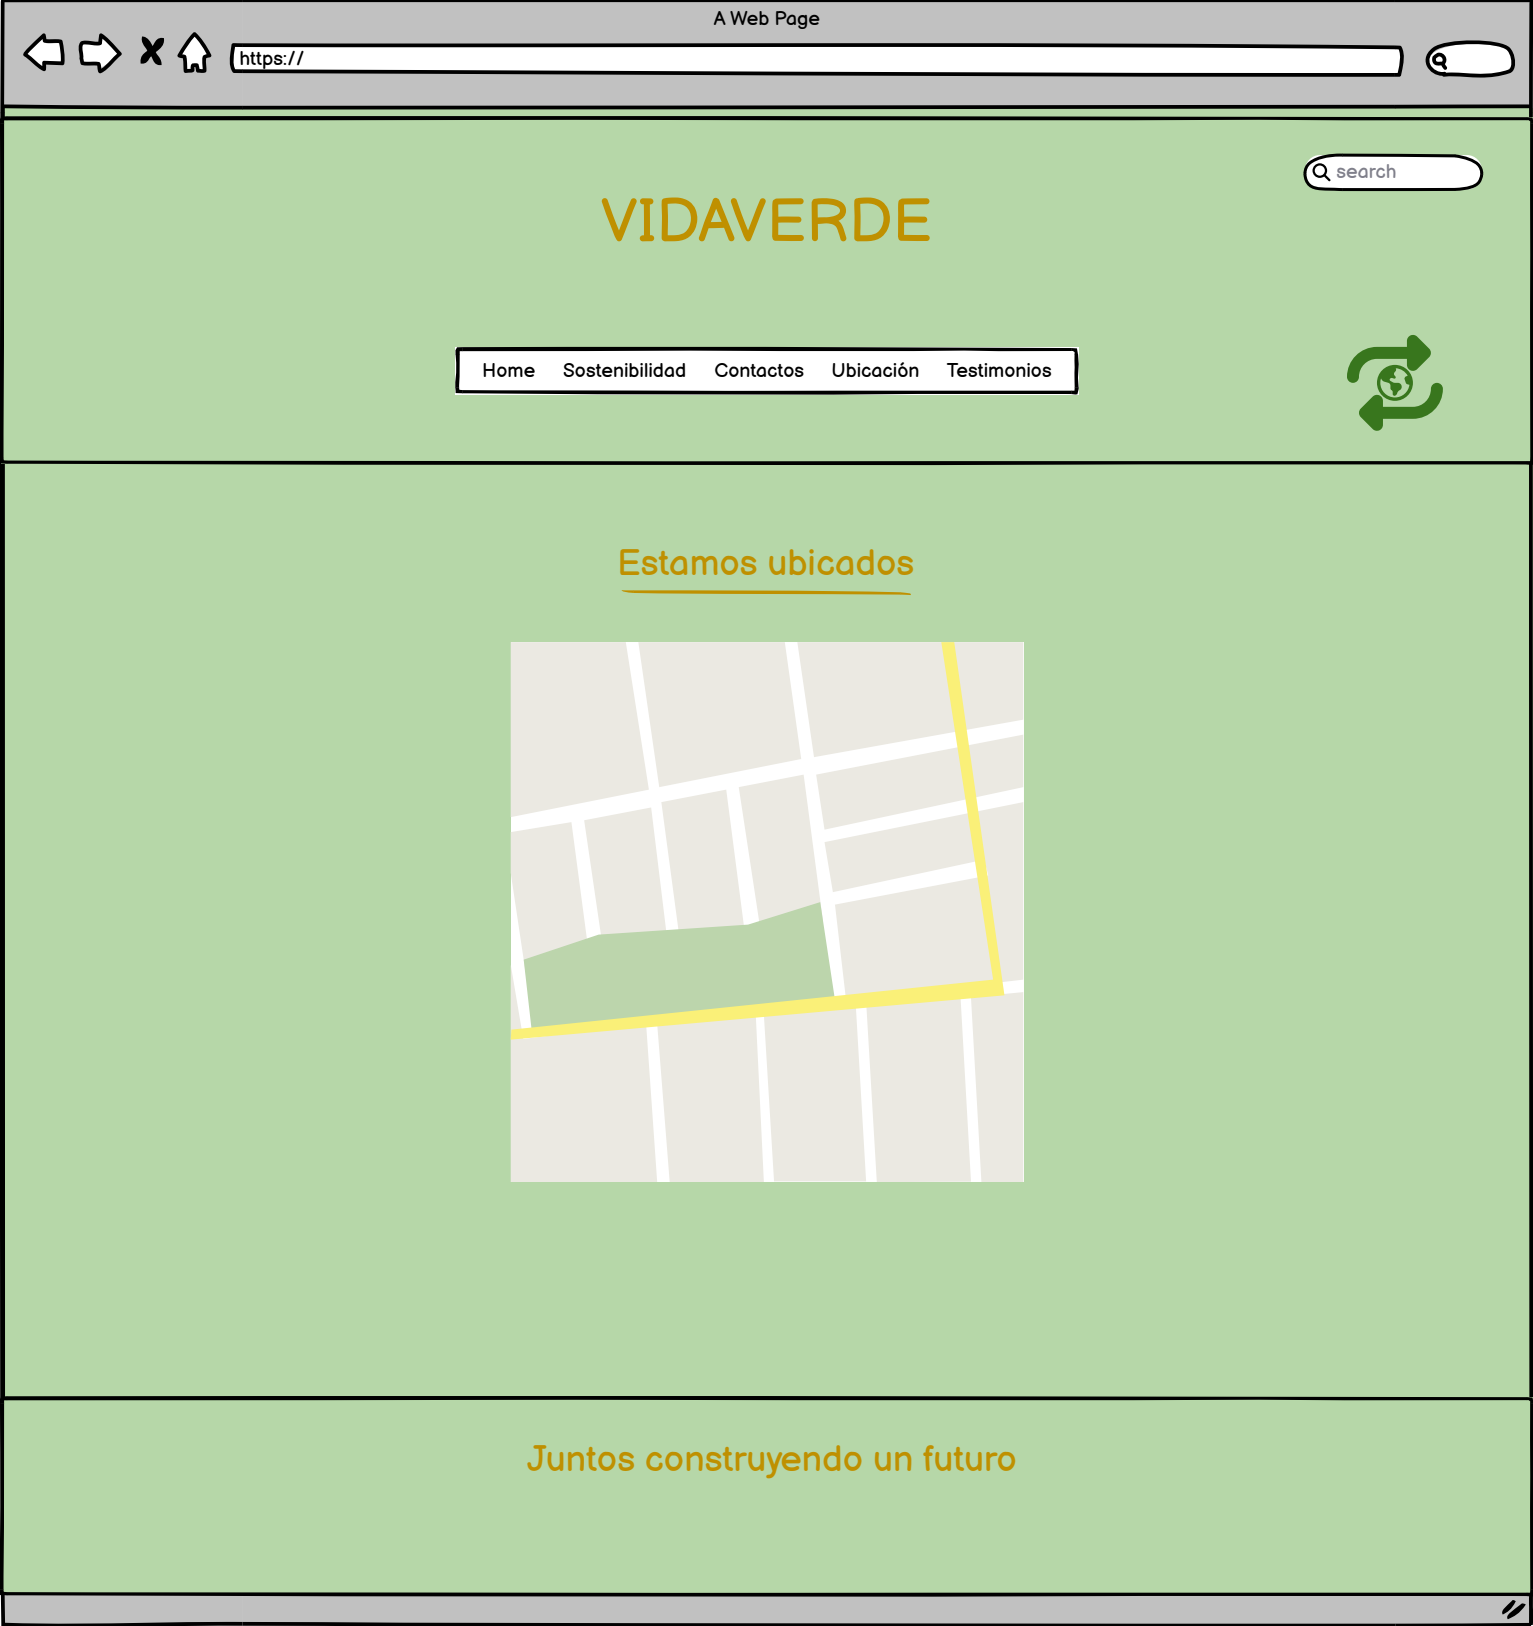 A Web Page
https://
search
VIDAVERDE
Home Sostenibilidad Contactos Ubicación Testimonios
Estamos ubicados
Juntos construyendo un futuro